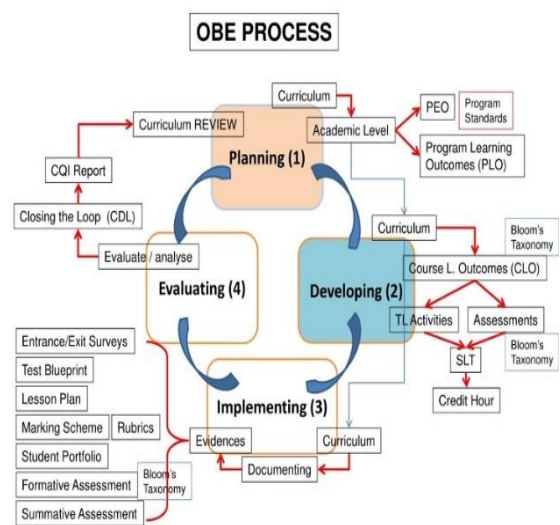 OBE PROCESS
Curriculum
Curriculum REVIEW
Academic Level
PEO
Program
Standards
Program Learning
Outcomes (PLO)
Planning (1)
CQI Report
Closing the Loop (CDL)
Evaluate / analyse
Evaluating (4)
Developing (2)
Curriculum
Bloom's
Taxonomy
Course L. Outcomes (CLO)
TL Activities
Assessments
Bloom's
Taxonomy
SLT
Credit Hour
Implementing (3)
Curriculum
Documenting
Evidences
Entrance/Exit Surveys
Test Blueprint
Lesson Plan
Marking Scheme
Rubrics
Student Portfolio
Formative Assessment
Bloom's
Taxonomy
Summative Assessment